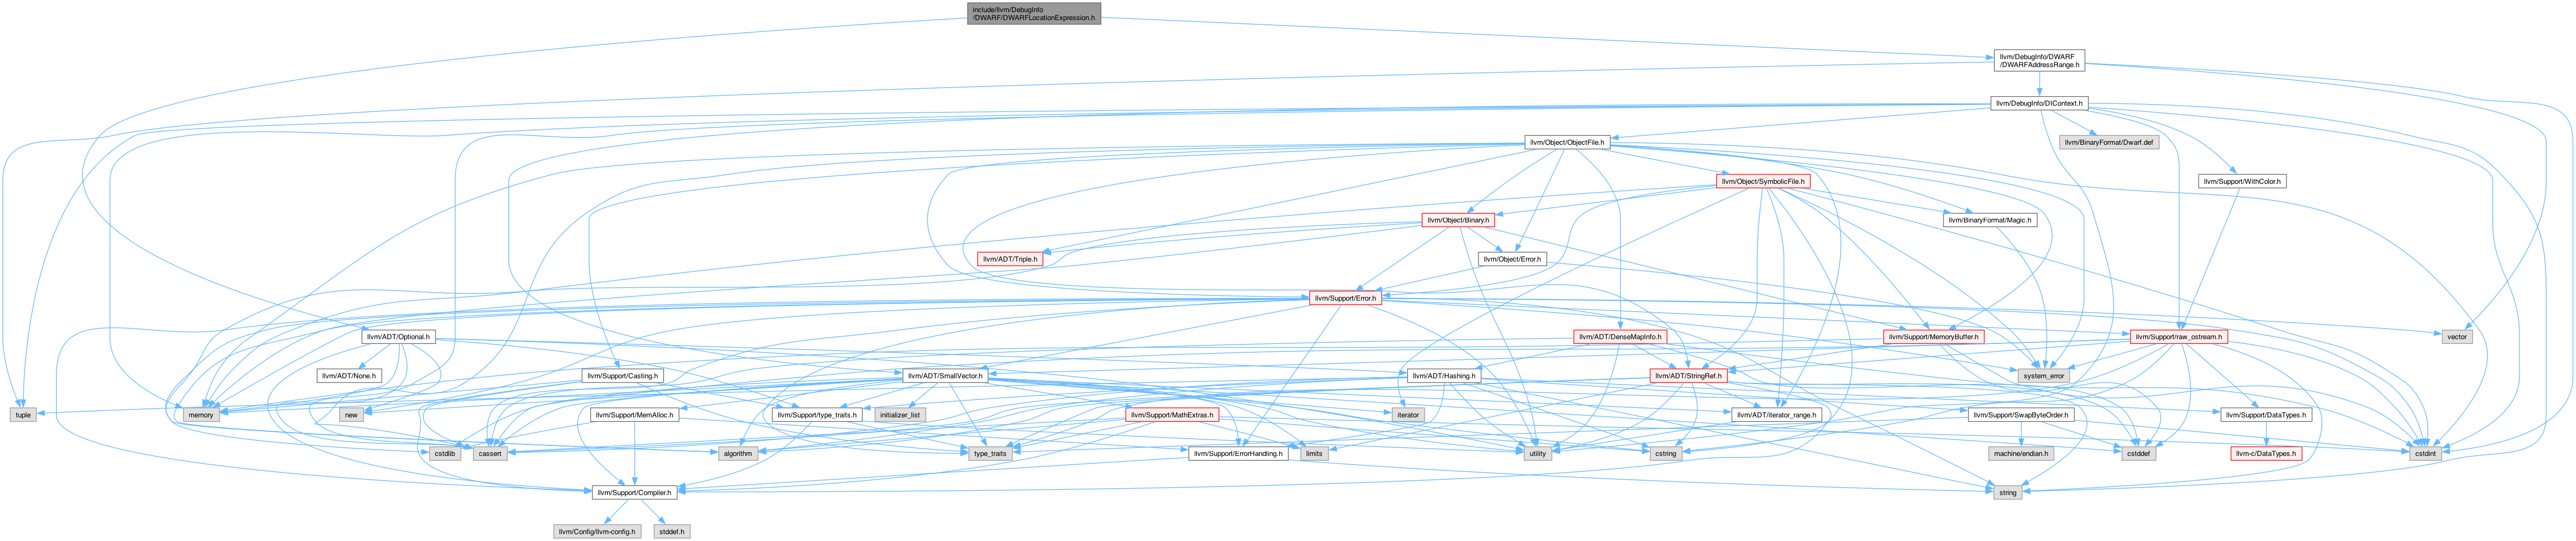 include/llvm/DebugInfo
/DWARF/DWARFLocationExpression.h
llvm/DebugInfo/DWARF
/DWARFAddressRange.h
llvm/DebugInfo/DIContext.h
llvm/Object/ObjectFile.h
llvm/BinaryFormat/Dwarf.def
llvm/Object/SymbolicFile.h
llvm/Support/WithColor.h
llvm/Object/Binary.h
llvm/BinaryFormat/Magic.h
llvm/ADT/Triple.h
llvm/Object/Error.h
llvm/Support/Error.h
llvm/ADT/Optional.h
llvm/ADT/DenseMapInfo.h
llvm/Support/MemoryBuffer.h
llvm/Support/raw_ostream.h
vector
llvm/ADT/None.h
llvm/Support/Casting.h
llvm/ADT/SmallVector.h
llvm/ADT/Hashing.h
llvm/ADT/StringRef.h
system_error
tuple
memory
new
llvm/Support/MemAlloc.h
llvm/Support/type_traits.h
initializer_list
llvm/Support/MathExtras.h
iterator
llvm/ADT/iterator_range.h
llvm/Support/SwapByteOrder.h
llvm/Support/DataTypes.h
cstdlib
cassert
algorithm
type_traits
llvm/Support/ErrorHandling.h
limits
utility
cstring
machine/endian.h
cstddef
llvm-c/DataTypes.h
cstdint
llvm/Support/Compiler.h
string
llvm/Config/llvm-config.h
stddef.h